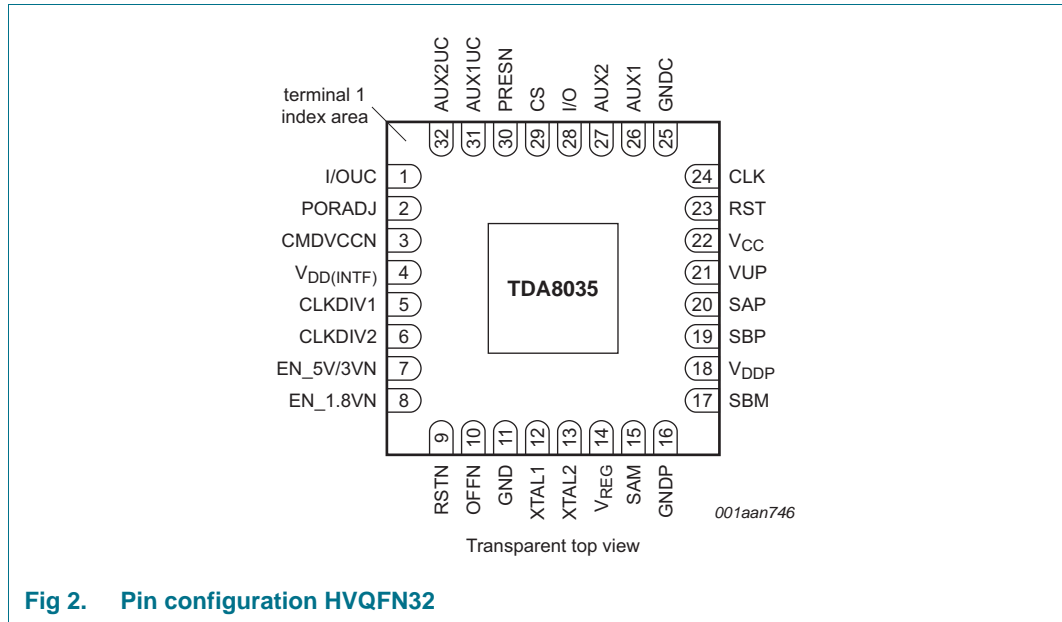 terminal 1
index area
AUX2UC
AUX1UC
PRESN
CS
I/O
AUX2
AUX1
GNDC
32
31
30
29
28
27
26
25
I/OUC 1
PORADJ 2
CMDVCCN 3
VDD(INTF) 4
CLKDIV1 5
CLKDIV2 6
EN_5V/3VN 7
EN_1.8VN 8
TDA8035
24 CLK
23 RST
22 VCC
21 VUP
20 SAP
19 SBP
18 VDDP
17 SBM
9
10
11
12
13
14
15
16
RSTN
OFFN
GND
XTAL1
XTAL2
VREG
SAM
GNDP
001aan746
Transparent top view
Fig 2. Pin configuration HVQFN32